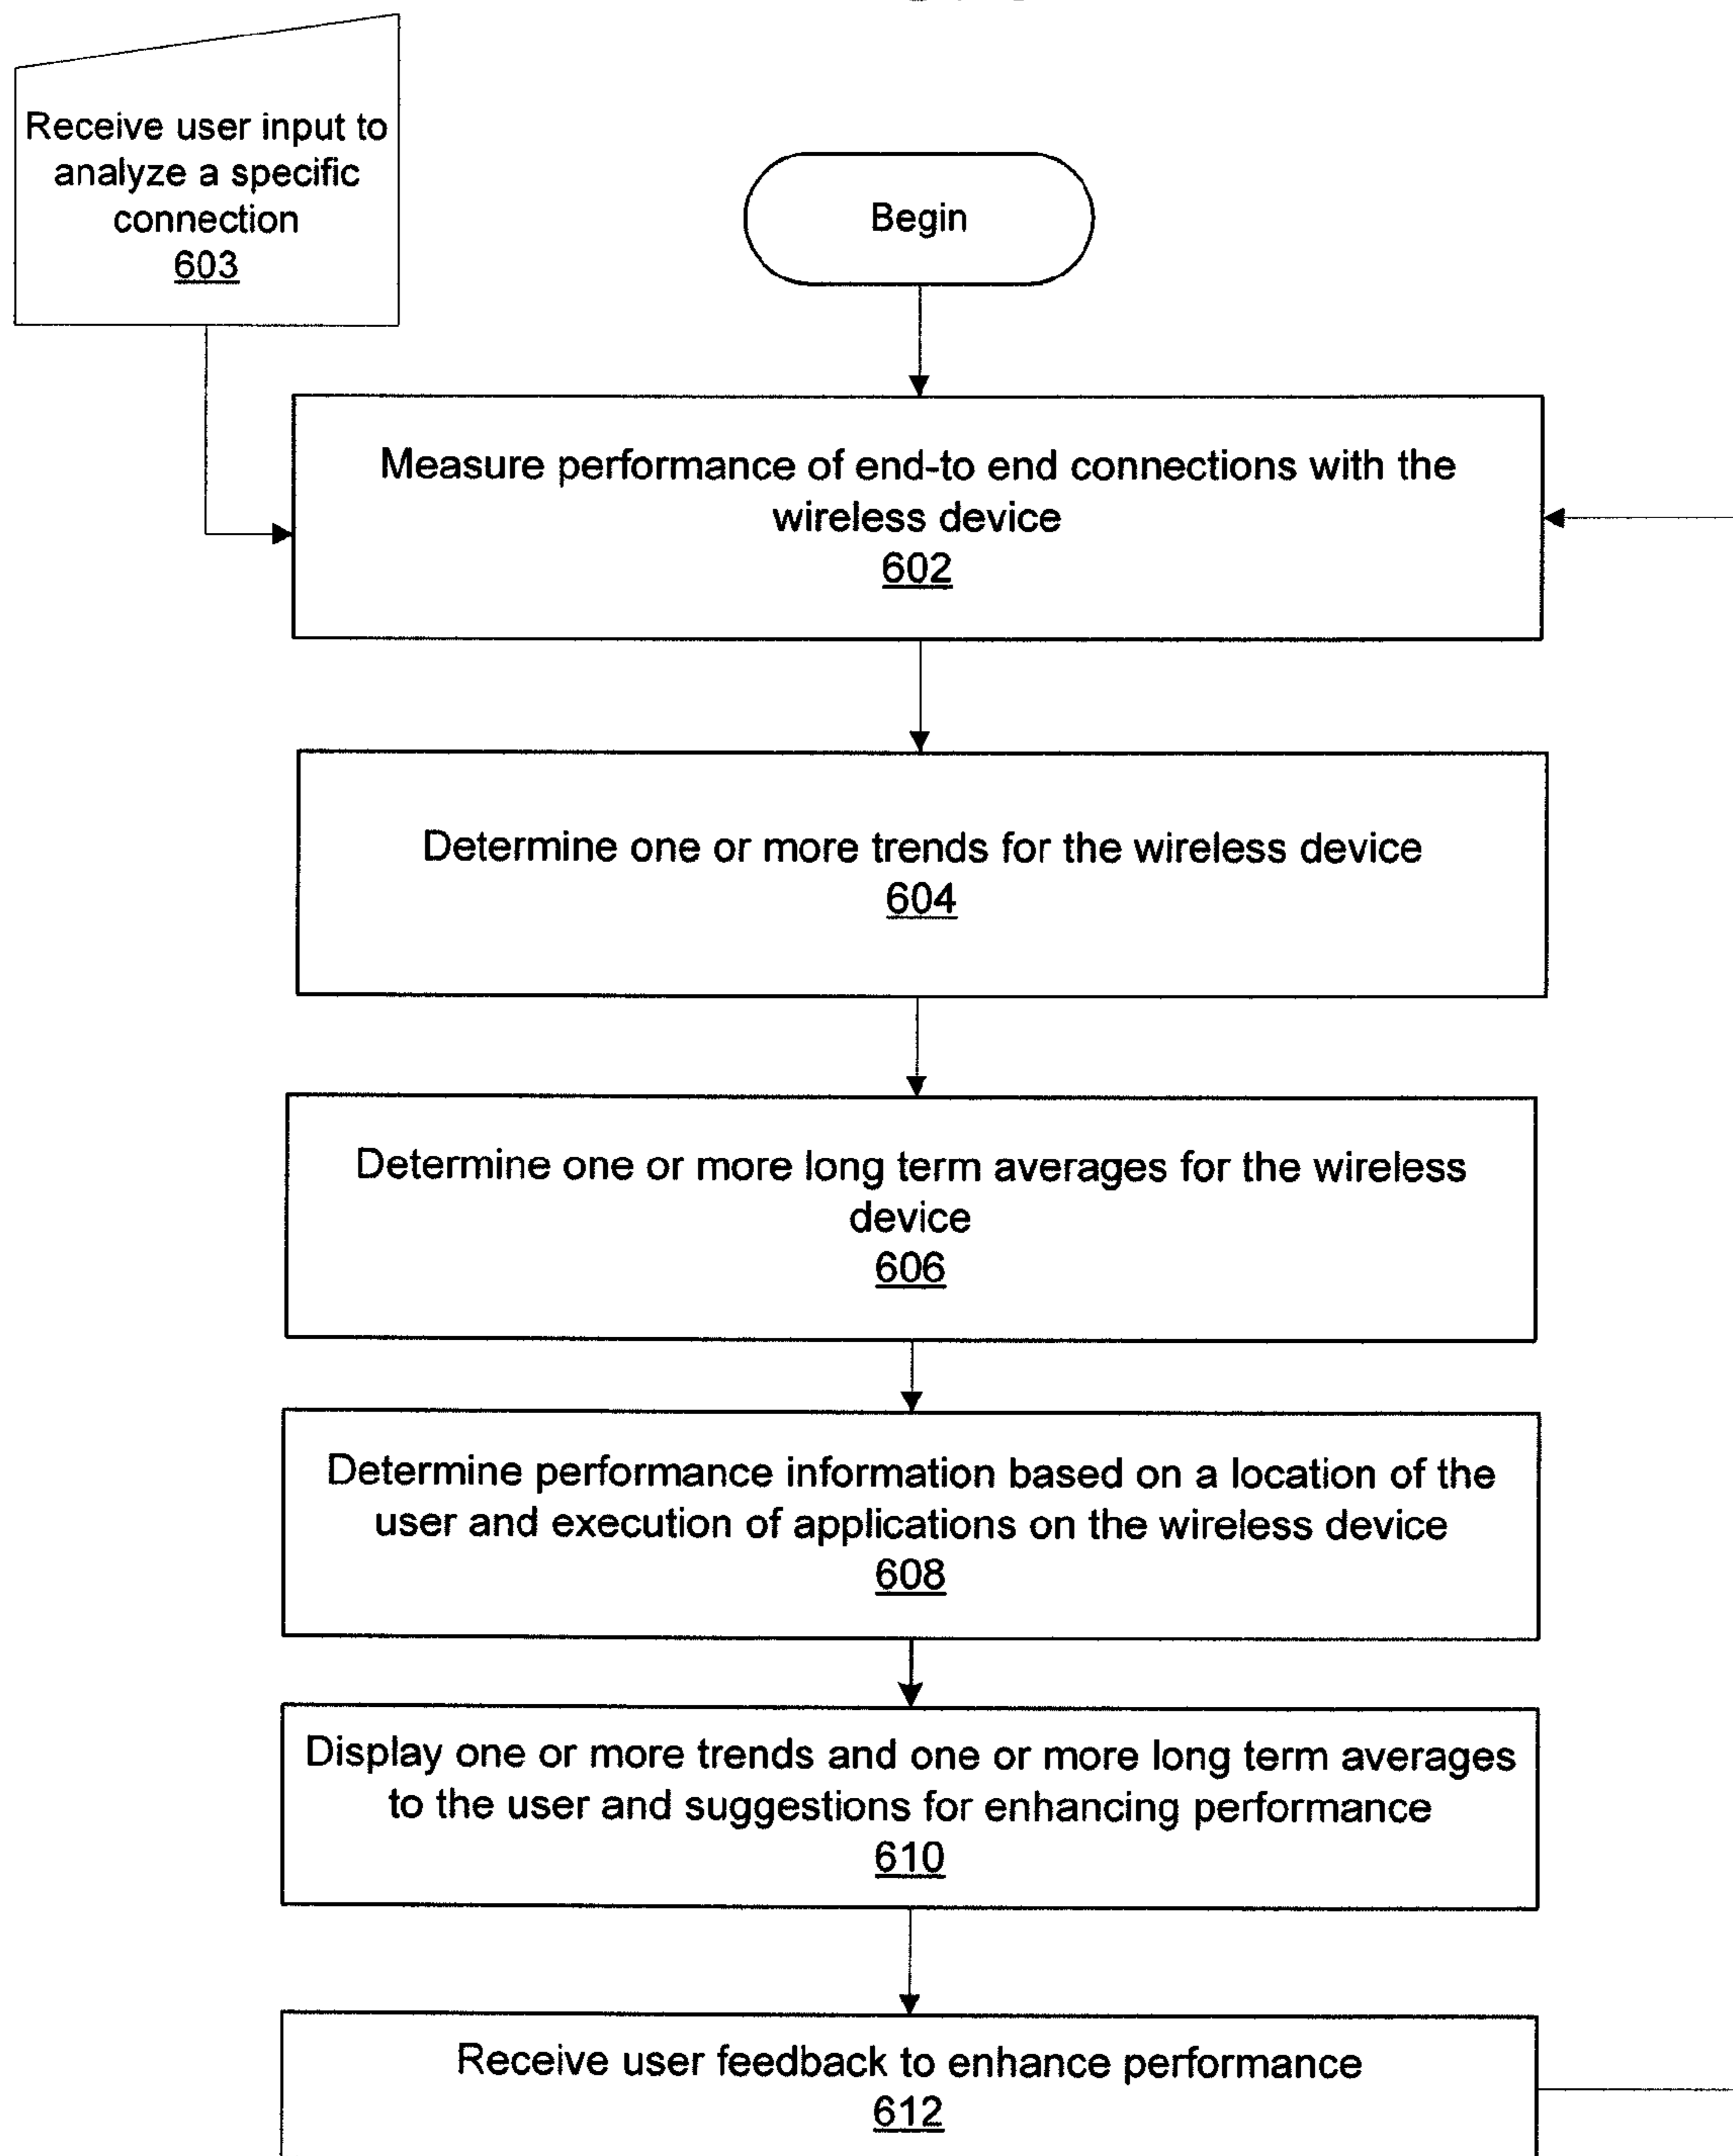 Receive user input to
analyze a specific
connection
603
Begin
Measure performance of end-to end connections with the
wireless device
602
Determine one or more trends for the wireless device
604
Determine one or more long term averages for the wireless
device
606
Determine performance information based on a location of the
user and execution of applications on the wireless device
608
Display one or more trends and one or more long term averages
to the user and suggestions for enhancing performance
610
Receive user feedback to enhance performance
612